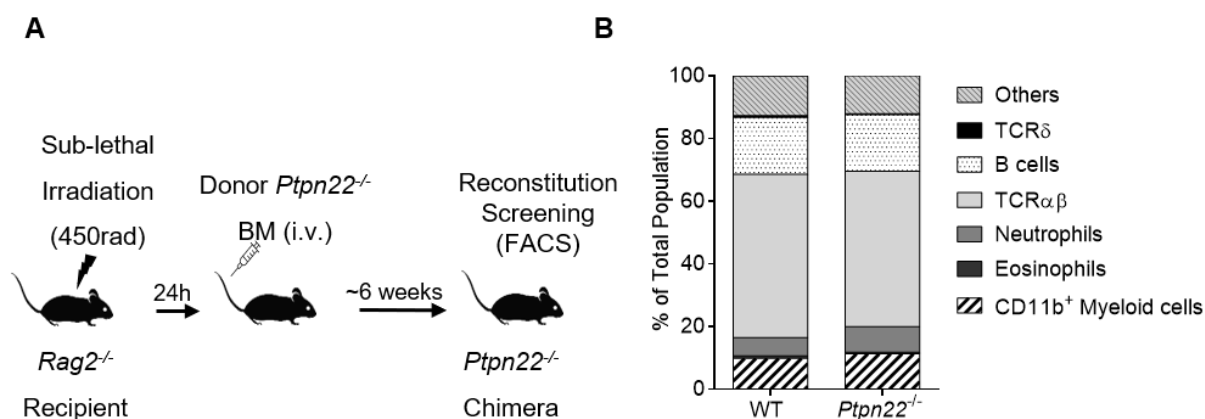 A
Sub-lethal
Irradiation
(450rad)
24h
Rag2-/-
Recipient
Donor Ptpn22-/-
BM (i.v.)
~6 weeks
Reconstitution
Screening
(FACS)
Ptpn22-/-
Chimera
B
% of Total Population
100
80
60
40
20
0
WT
Ptpn22-/-
Others
TCRδ
B cells
TCRαβ
Neutrophils
Eosinophils
CD11b+ Myeloid cells